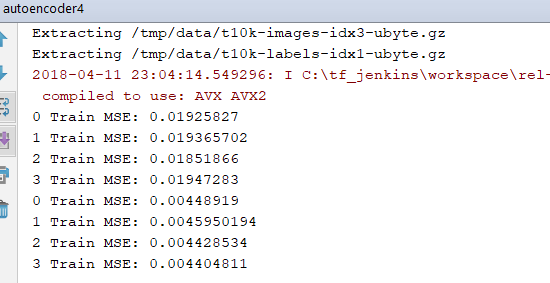 autoencoder4
Extracting /tmp/data/t10k-images-idx3-ubyte.gz
Extracting /tmp/data/t10k-labels-idx1-ubyte.gz
2018-04-11 23:04:14.549296: I C:\tf_jenkins\workspace\rel-
compiled to use: AVX AVX2
0 Train MSE: 0.01925827
1 Train MSE: 0.019365702
2 Train MSE: 0.01851866
3 Train MSE: 0.01947283
0 Train MSE: 0.00448919
1 Train MSE: 0.0045950194
2 Train MSE: 0.004428534
3 Train MSE: 0.004404811